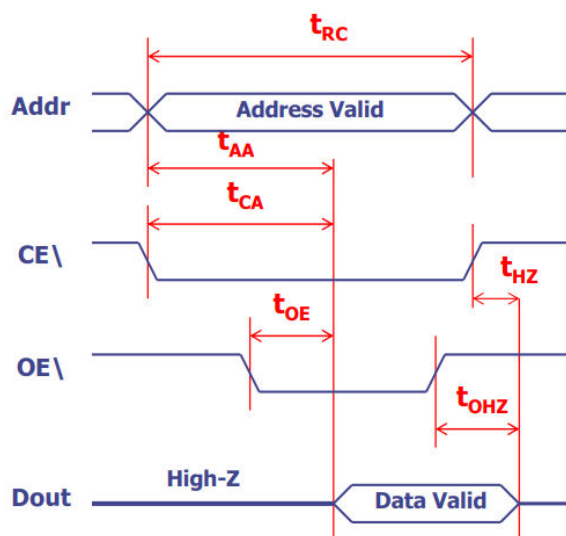 tRC
Addr
Address Valid
tAA
tCA
CE\
tHZ
tOE
OE\
tOHZ
High-Z
Dout
Data Valid